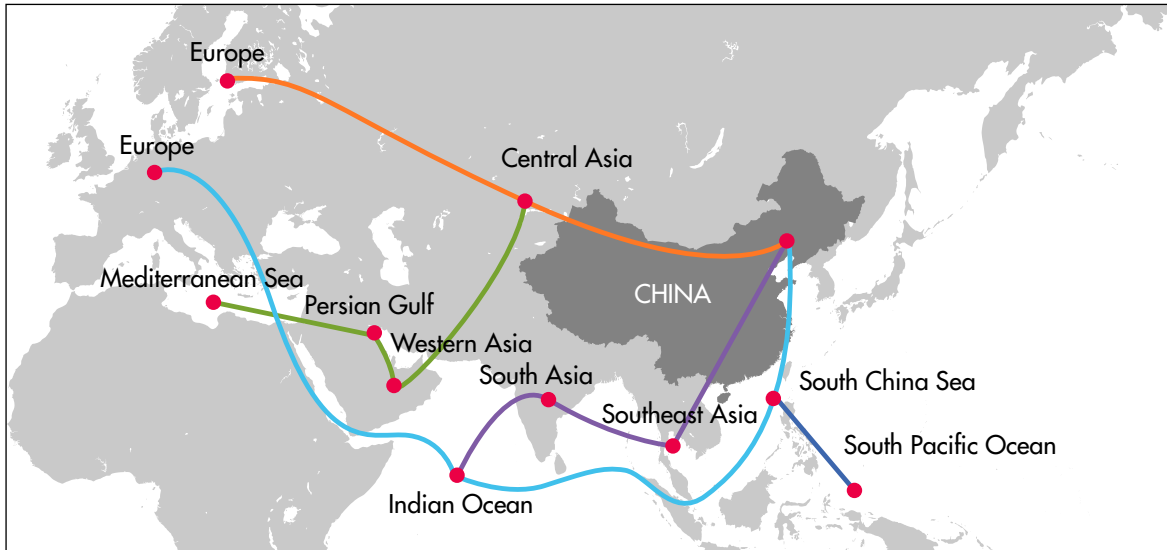 Europe
Europe
Central Asia
Mediterranean Sea
CHINA
Persian Gulf
Western Asia
South Asia
South China Sea
Southeast Asia
South Pacific Ocean
Indian Ocean